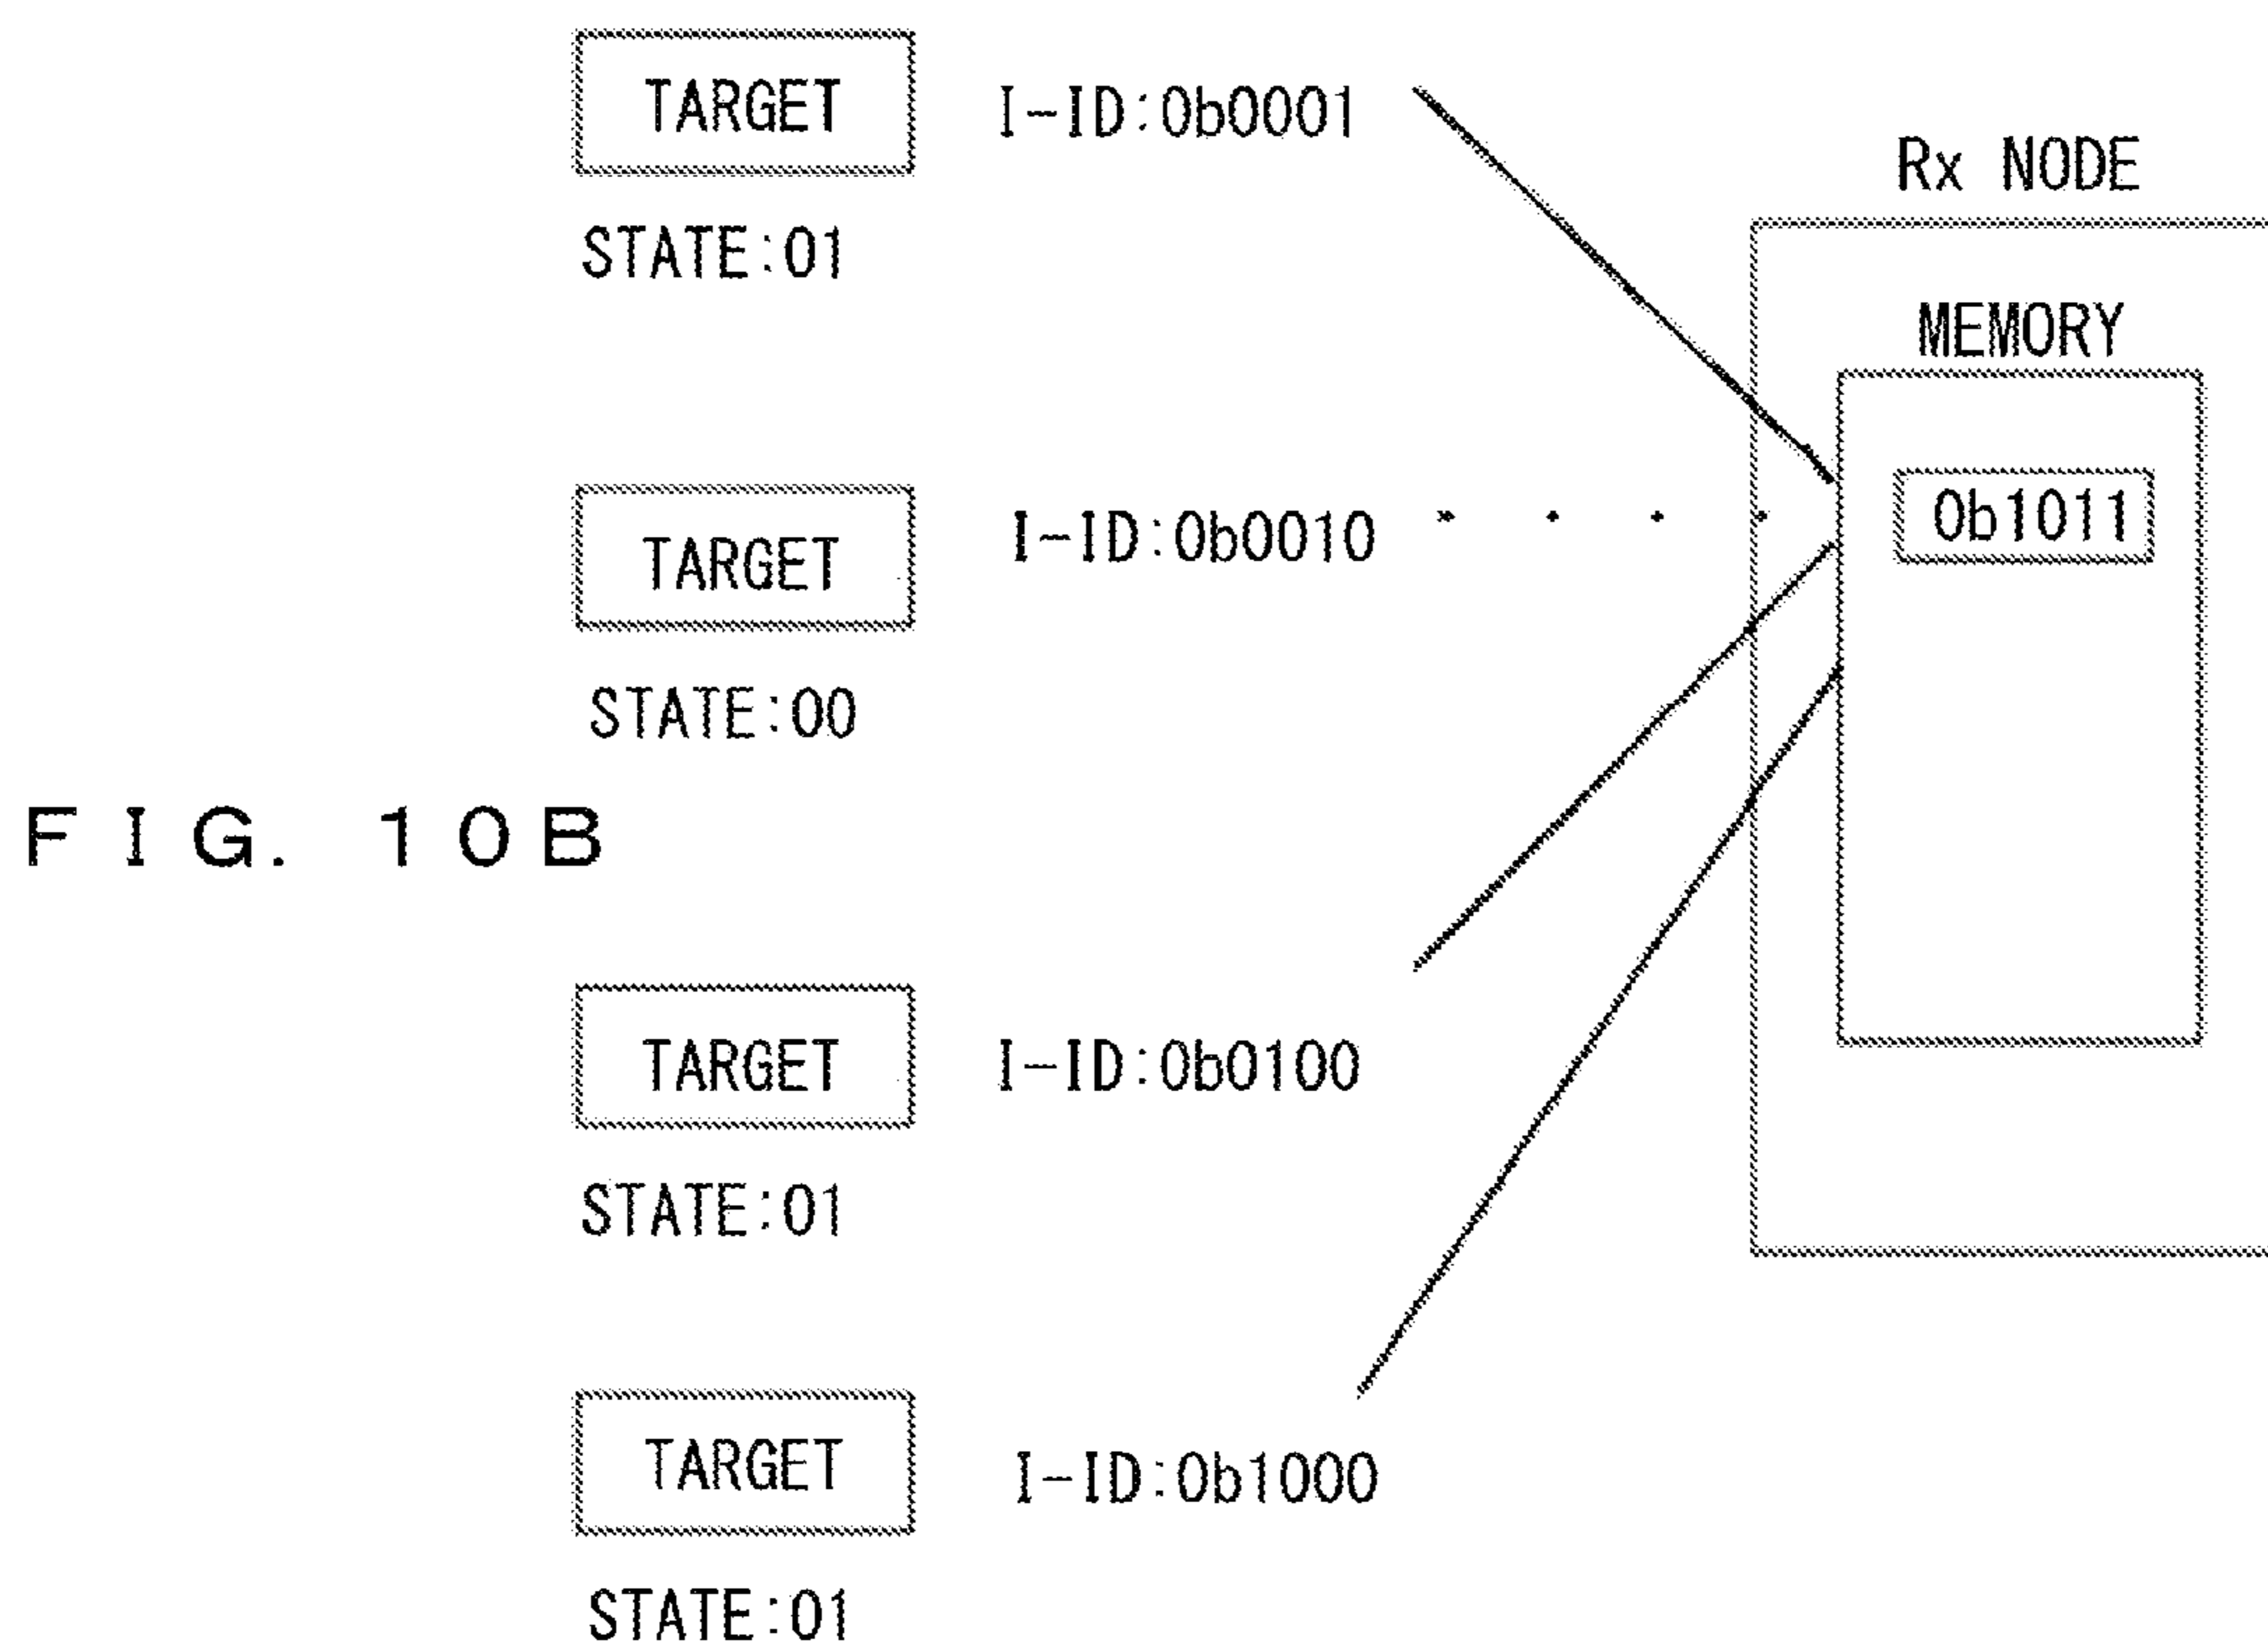 TARGET I-ID:0b0001
Rx NODE
STATE:01
MEMORY
TARGET I-ID:0b0010 0b1011
STATE:00
FIG. 10B
TARGET I-ID:0b0100
STATE:01
TARGET I-ID:0b1000
STATE:01